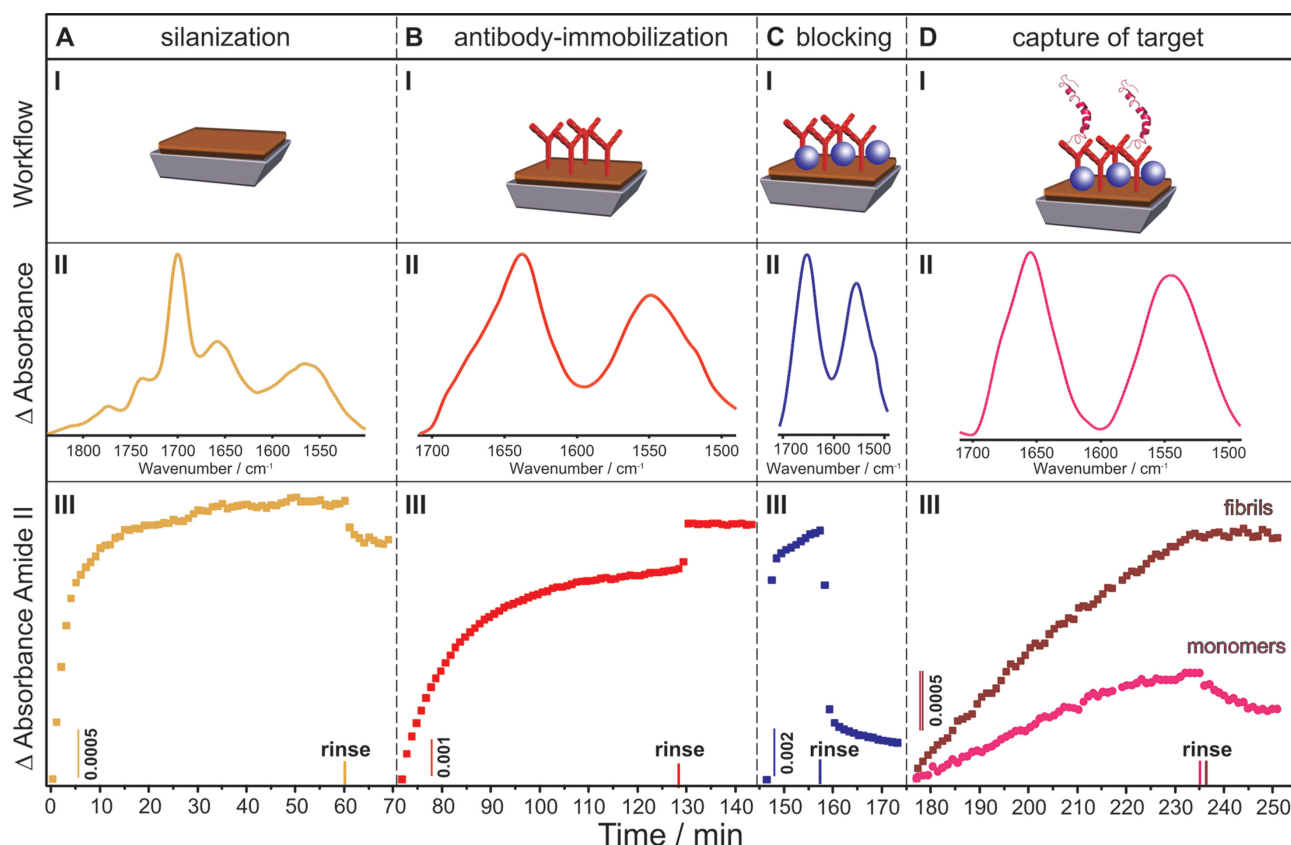 A silanization B antibody-immobilization C blocking D capture of target
Workflow
I I I I
Δ Absorbance
II II II II
1800 1750 1700 1650 1600 1550
Wavenumber / cm⁻¹
1700 1650 1600 1550 1500
Wavenumber / cm⁻¹
1700 1600 1500
Wavenumber / cm⁻¹
1700 1650 1600 1550 1500
Wavenumber / cm⁻¹
Δ Absorbance Amide II
III III III III
fibrils
monomers
0.0005 0.001 0.002 0.0005
rinse rinse rinse rinse
0 10 20 30 40 50 60 70 80 90 100 110 120 130 140 150 160 170 180 190 200 210 220 230 240 250
Time / min